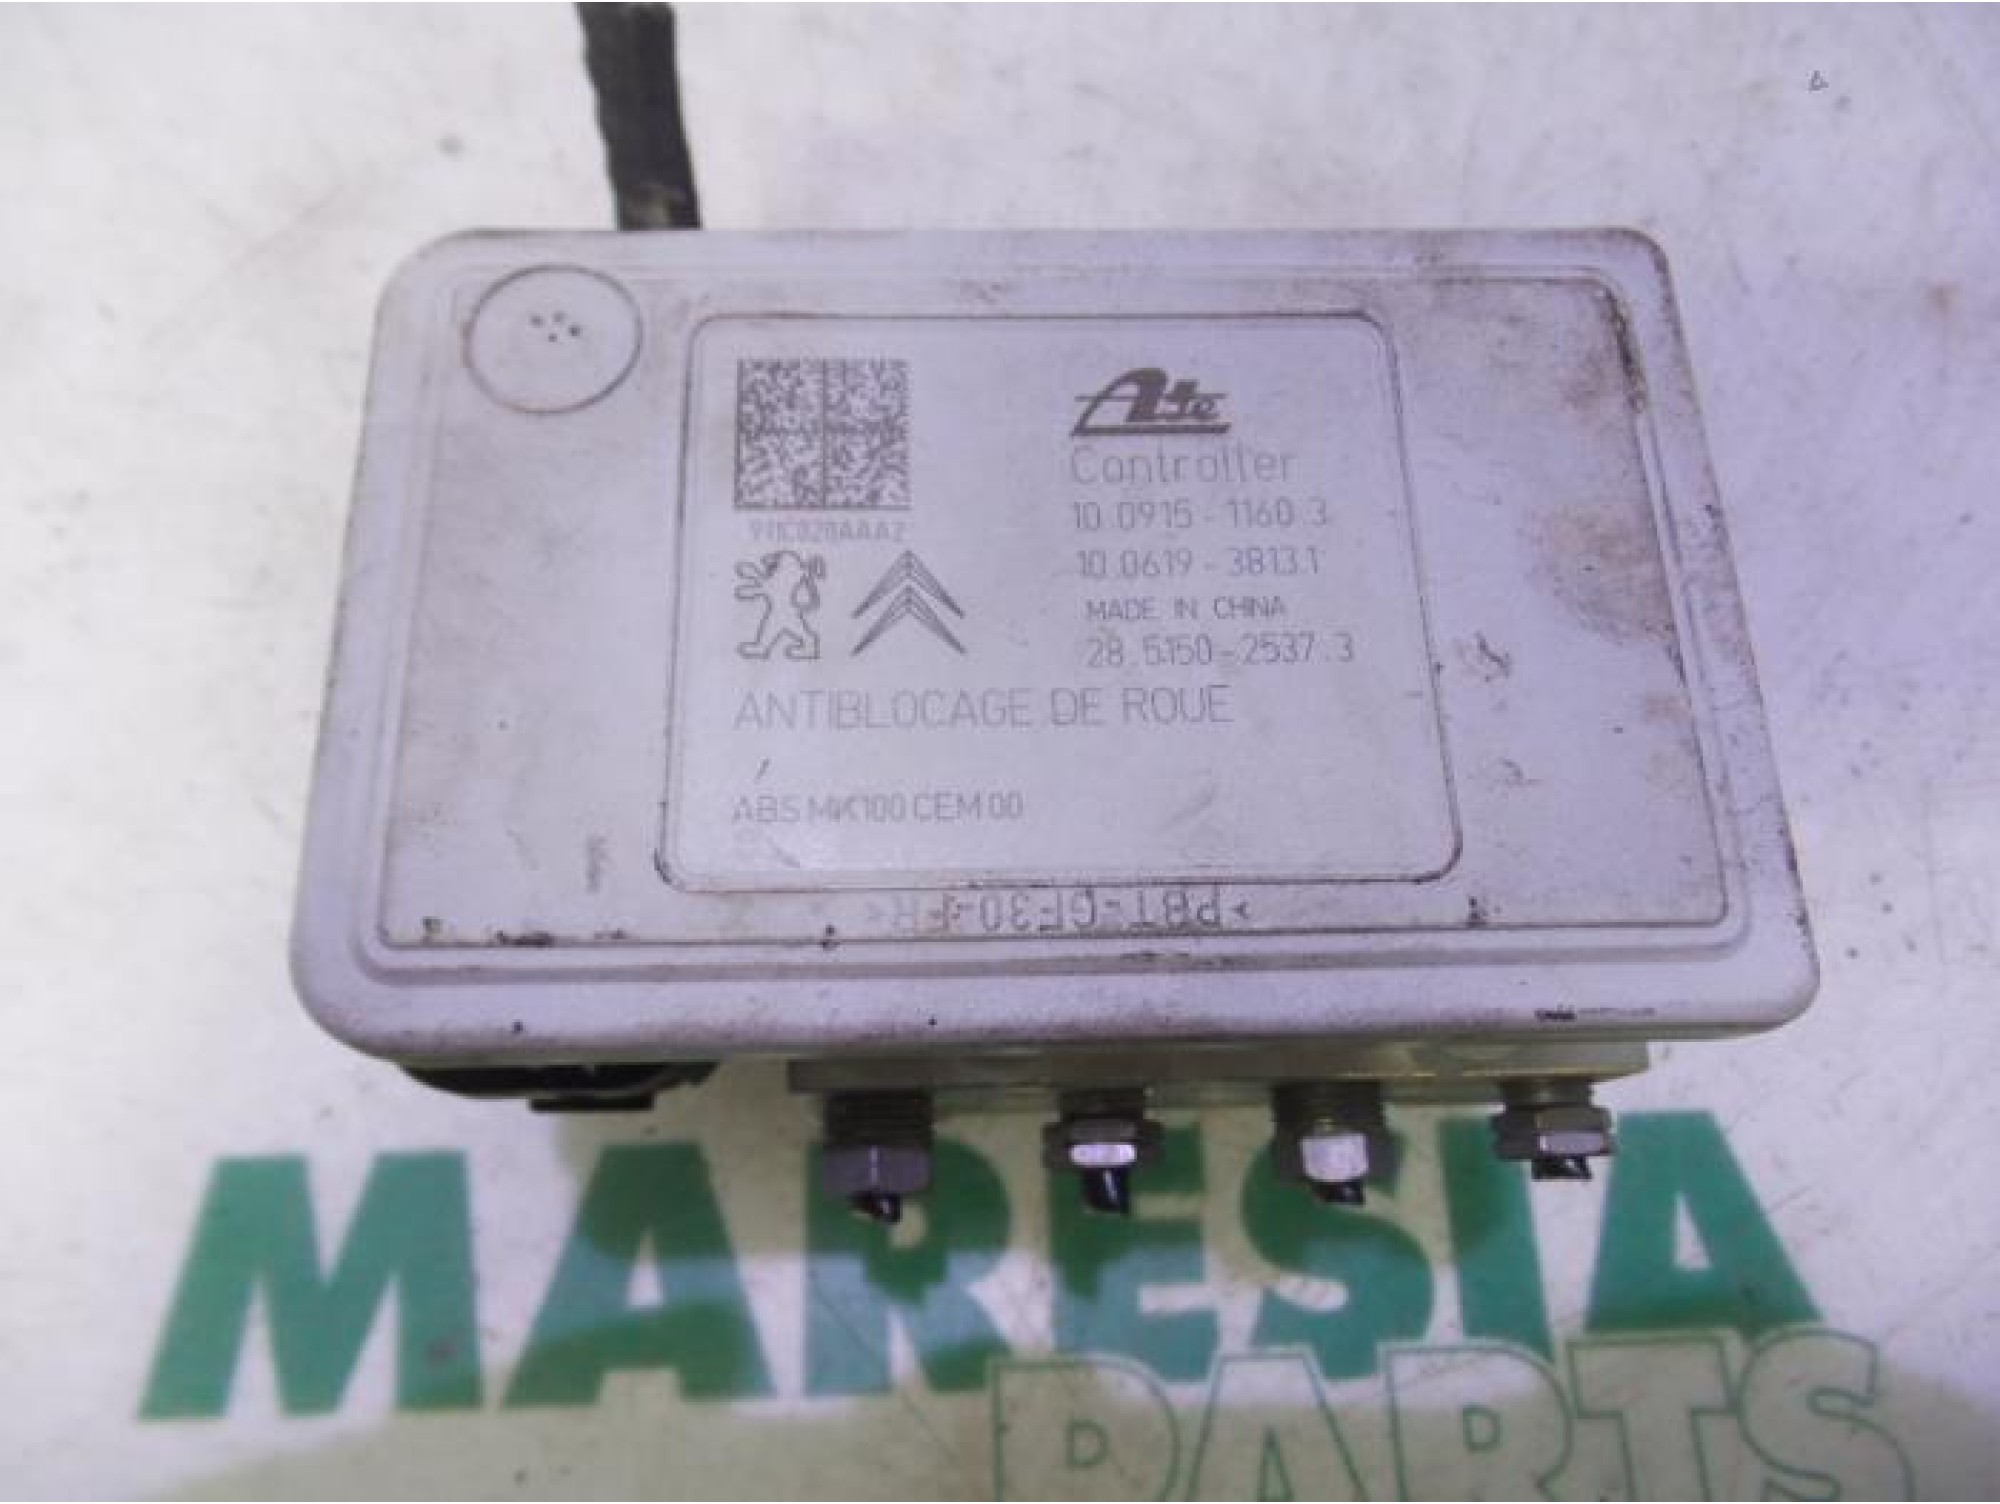 Ate
Controller
10.0915-1160.3
10.0619-3813.1
MADE IN CHINA
28.5150-2537.3
ANTIBLOCAGE DE ROUE
ABS MK100 CEM 00
>PBT-GF30-FR<
MARESIA
PARTS